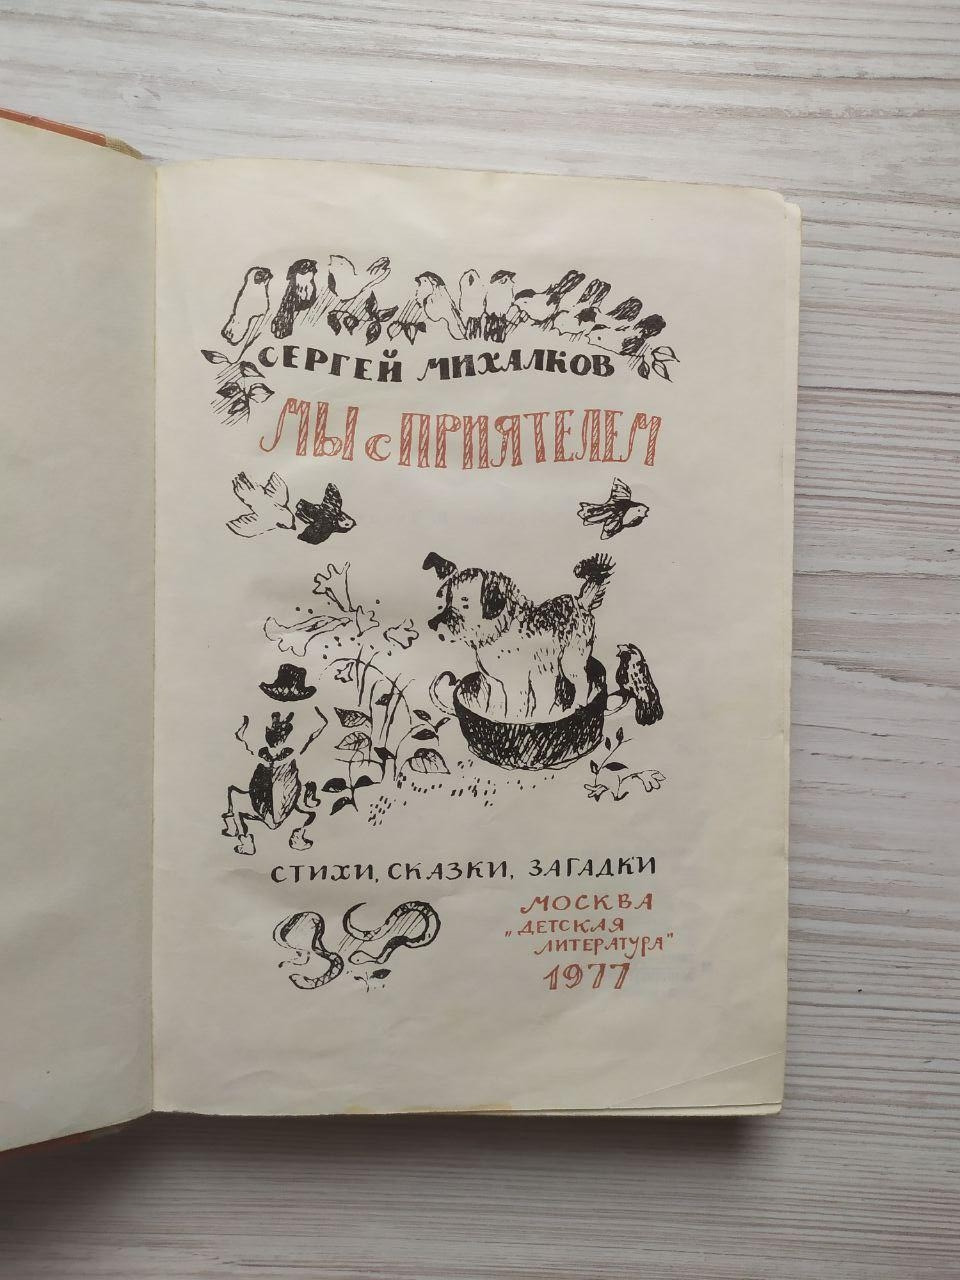 СЕРГЕЙ МИХАЛКОВ
МЫ С ПРИЯТЕЛЕМ
СТИХИ, СКАЗКИ, ЗАГАДКИ
МОСКВА
„ДЕТСКАЯ
ЛИТЕРАТУРА"
1977